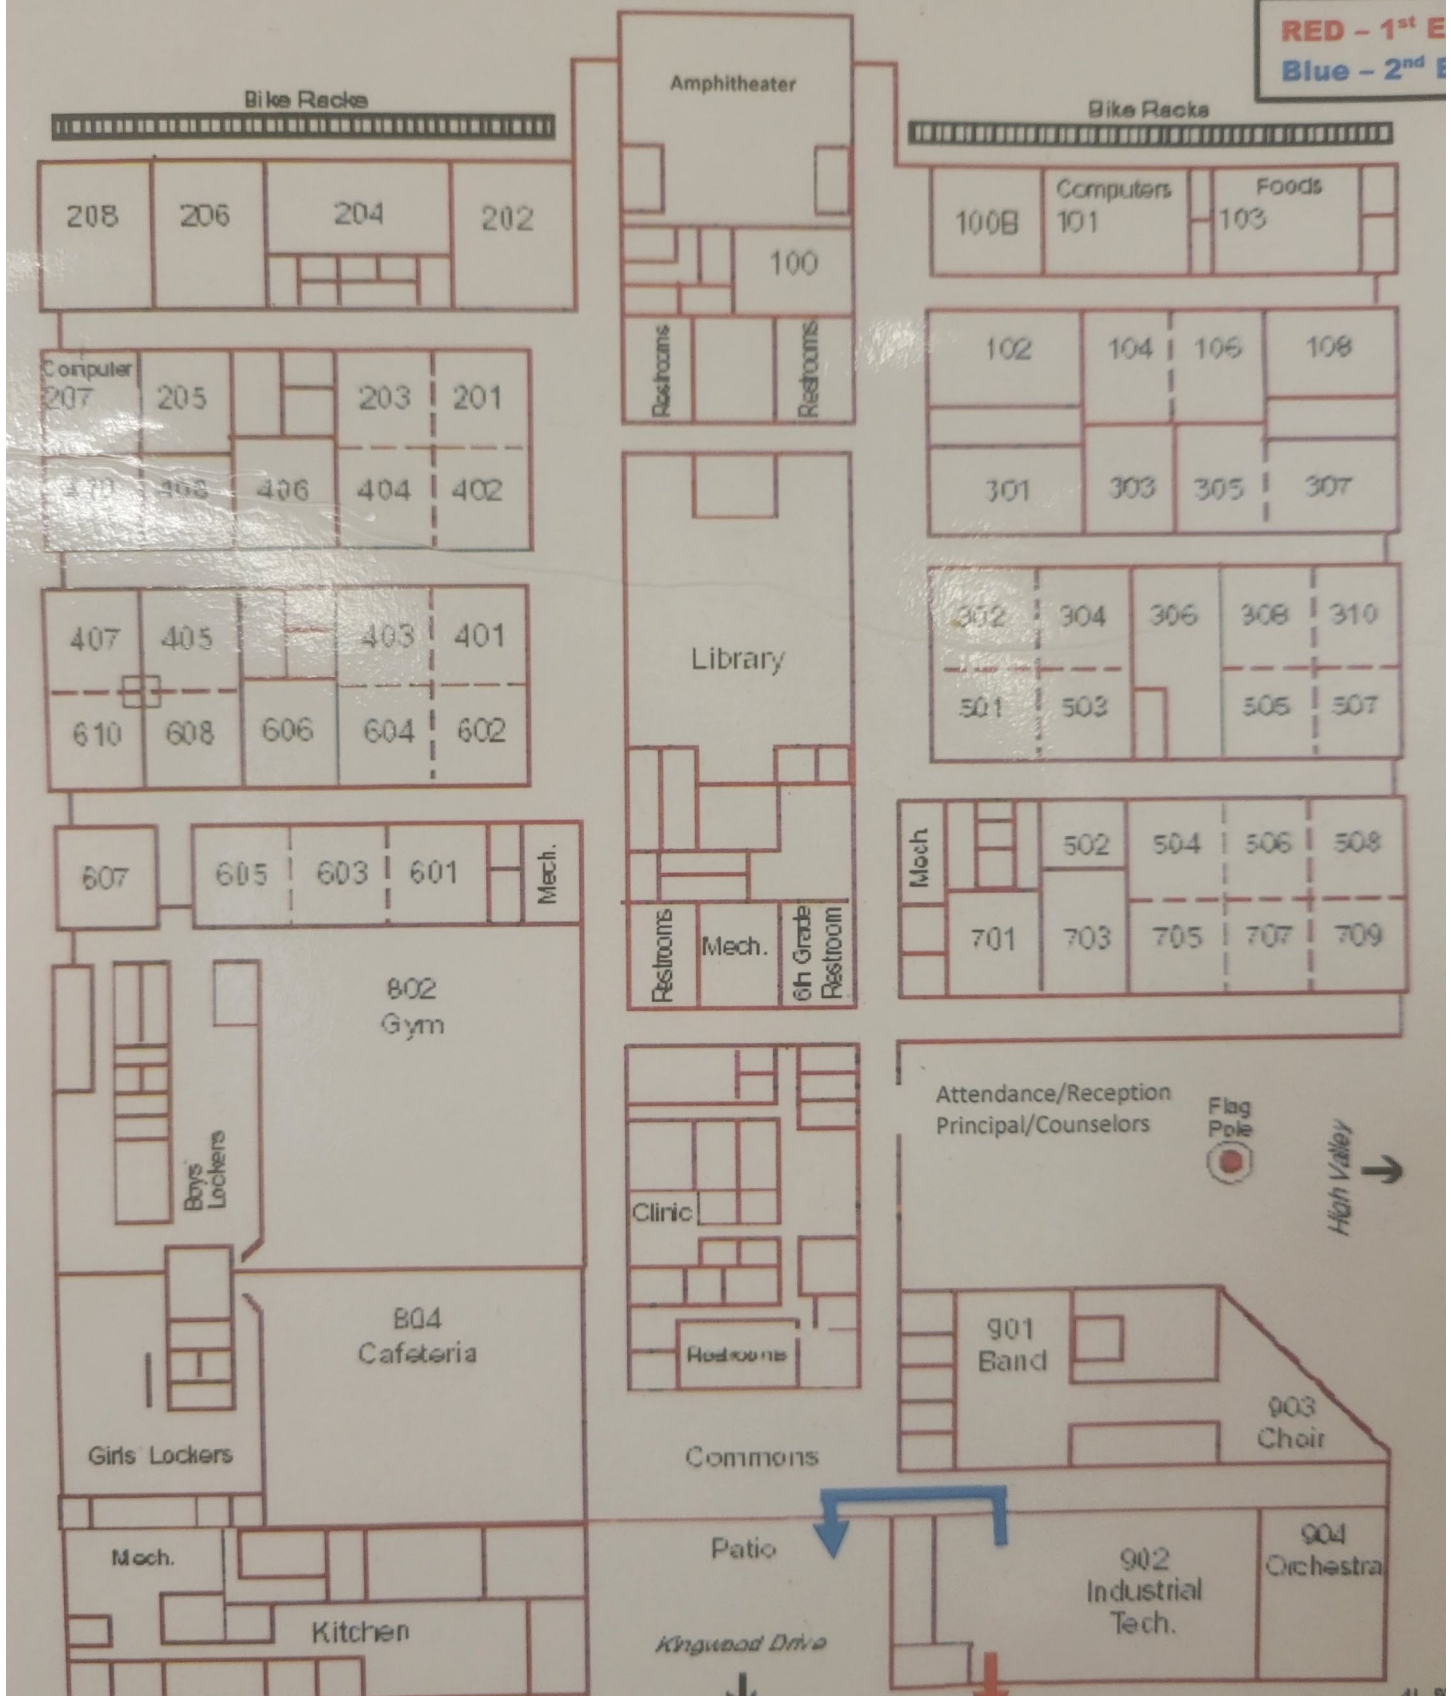 RED – 1st E
Blue – 2nd E
Amphitheater
Bike Racks
Bike Racks
208
206
204
202
100
100B
Computers
101
Foods
103
Restrooms
Restrooms
Computer
207
205
203
201
408
406
404
402
102
104
106
108
301
303
305
307
407
405
403
401
610
608
606
604
602
Library
302
304
306
308
310
501
503
505
507
607
605
603
601
Mech.
Restrooms
Mech.
6th Grade
Restroom
Mech.
502
504
506
508
701
703
705
707
709
802
Gym
Boys'
Lockers
Clinic
Restrooms
Attendance/Reception
Principal/Counselors
Flag
Pole
High Valley
804
Cafeteria
Girls' Lockers
Commons
901
Band
903
Choir
Mech.
Kitchen
Patio
Kingwood Drive
902
Industrial
Tech.
904
Orchestra